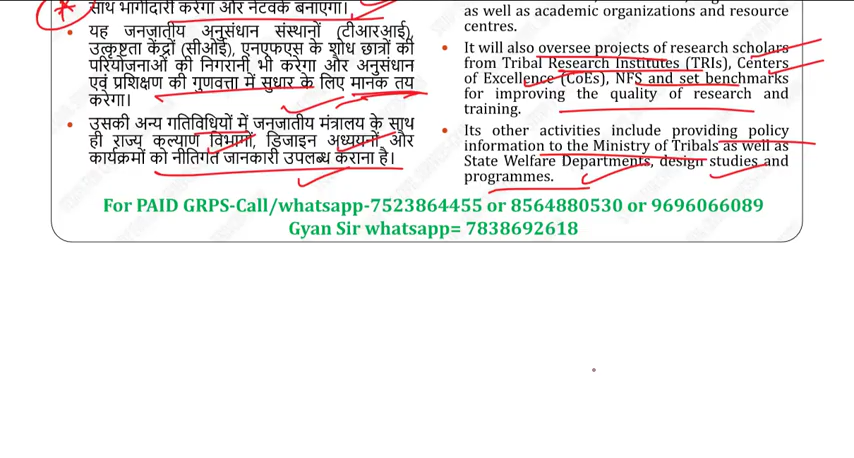 साथ भागीदारी करेगा और नेटवर्क बनाएगा।
यह जनजातीय अनुसंधान संस्थानों (टीआरआई),
उत्कृष्टता केंद्रों (सीओई), एनएफएस के शोध छात्रों की
परियोजनाओं की निगरानी भी करेगा और अनुसंधान
एवं प्रशिक्षण की गुणवत्ता में सुधार के लिए मानक तय
करेगा।
उसकी अन्य गतिविधियों में जनजातीय मंत्रालय के साथ
ही राज्य कल्याण विभागों, डिजाइन अध्ययनों और
कार्यक्रमों को नीतिगत जानकारी उपलब्ध कराना है।
as well as academic organizations and resource
centres.
It will also oversee projects of research scholars
from Tribal Research Institutes (TRIs), Centers
of Excellence (CoEs), NFS and set benchmarks
for improving the quality of research and
training.
Its other activities include providing policy
information to the Ministry of Tribals as well as
State Welfare Departments, design studies and
programmes.
For PAID GRPS-Call/whatsapp-7523864455 or 8564880530 or 9696066089
Gyan Sir whatsapp= 7838692618